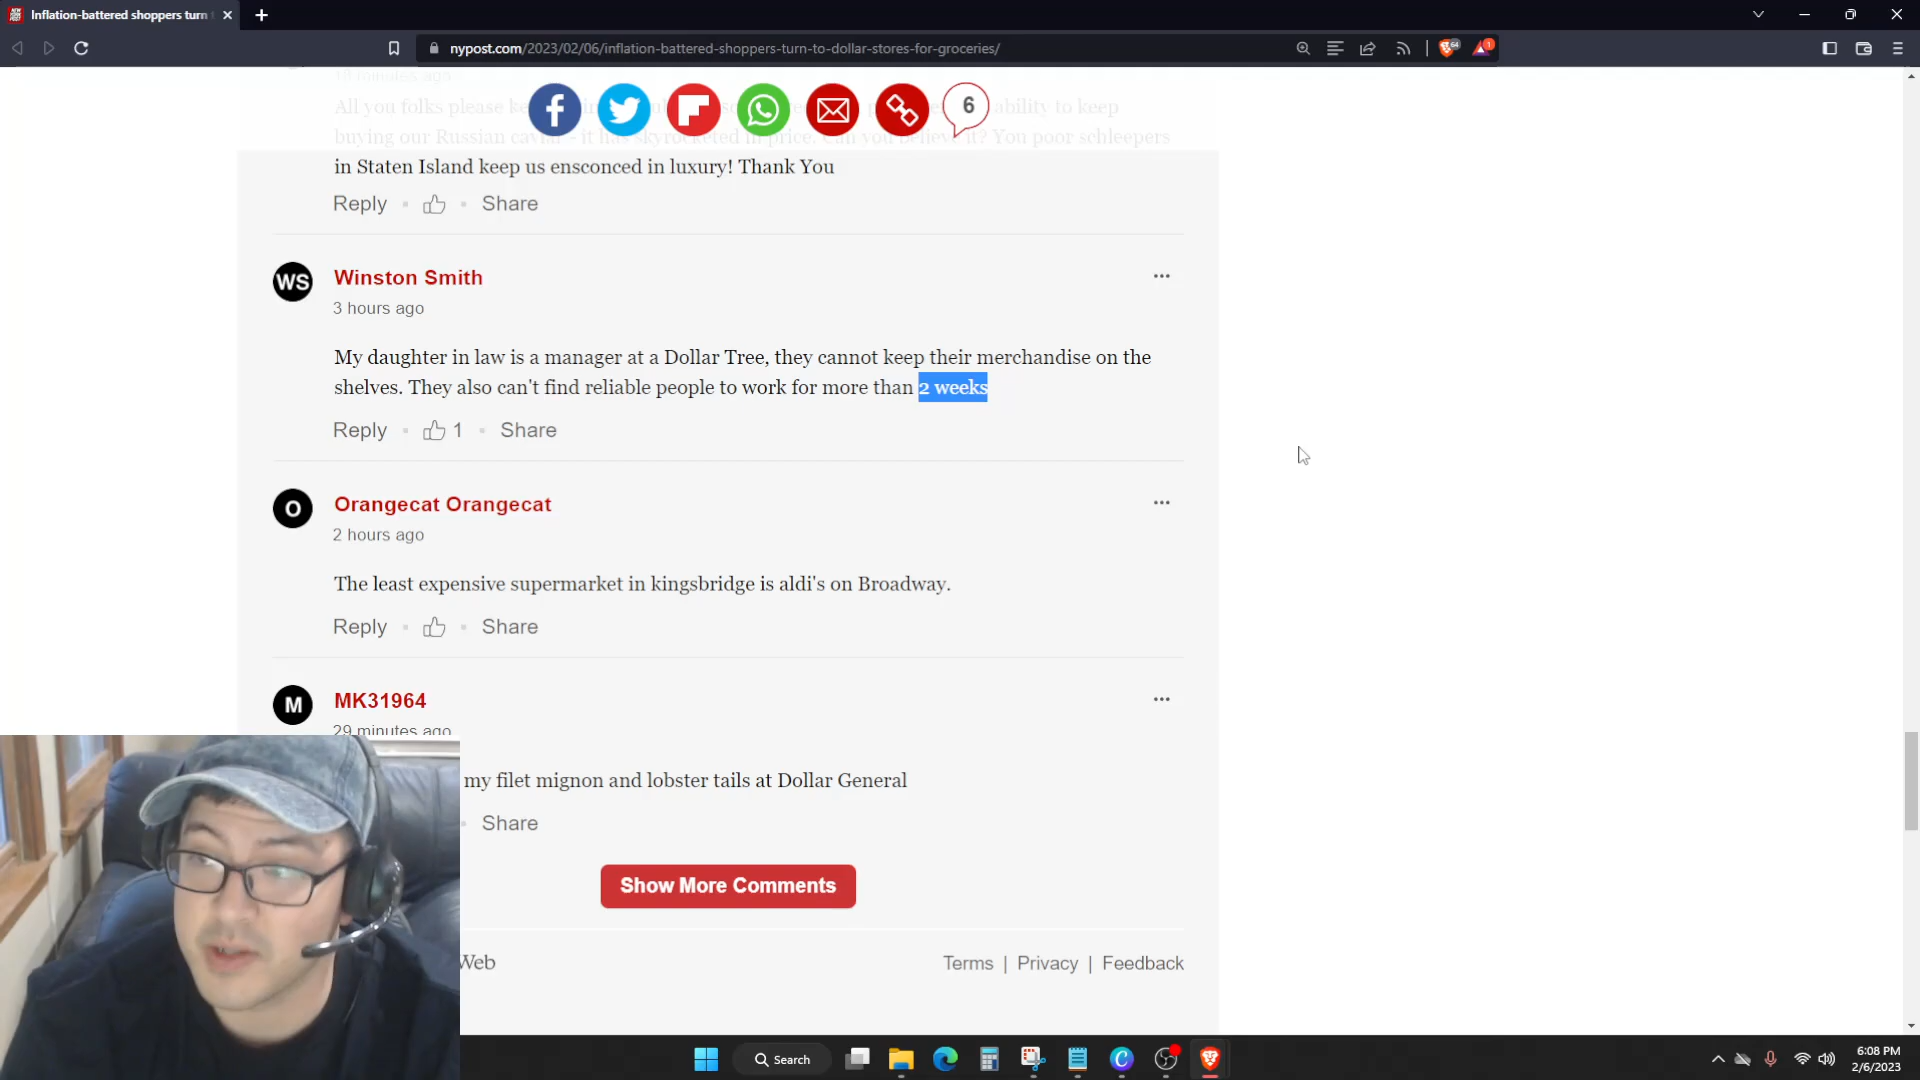 Inflation-battered shoppers turn
nypost.com/2023/02/06/inflation-battered-shoppers-turn-to-dollar-stores-for-groceries/
64
1
6
in Staten Island keep us ensconced in luxury! Thank You
Reply
Share
WS
Winston Smith
3 hours ago
My daughter in law is a manager at a Dollar Tree, they cannot keep their merchandise on the
shelves. They also can't find reliable people to work for more than 2 weeks
Reply
1
Share
O
Orangecat Orangecat
2 hours ago
The least expensive supermarket in kingsbridge is aldi's on Broadway.
Reply
Share
M
MK31964
29 minutes ago
my filet mignon and lobster tails at Dollar General
Share
Show More Comments
Web
Terms | Privacy | Feedback
Search
6:08 PM
2/6/2023